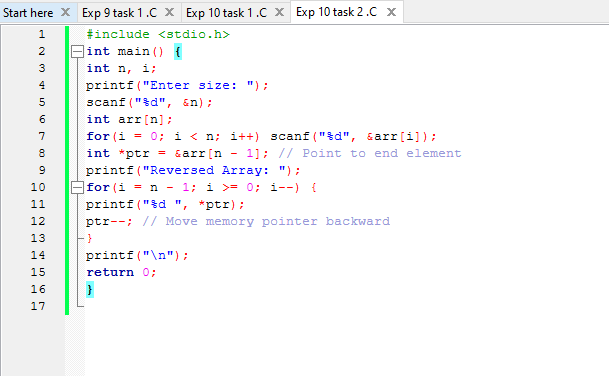 Start here X Exp 9 task 1 .C X Exp 10 task 1 .C X Exp 10 task 2 .C X
1 #include <stdio.h>
2 int main() {
3 int n, i;
4 printf("Enter size: ");
5 scanf("%d", &n);
6 int arr[n];
7 for(i = 0; i < n; i++) scanf("%d", &arr[i]);
8 int *ptr = &arr[n - 1]; // Point to end element
9 printf("Reversed Array: ");
10 for(i = n - 1; i >= 0; i--) {
11 printf("%d ", *ptr);
12 ptr--; // Move memory pointer backward
13 }
14 printf("\n");
15 return 0;
16 }
17